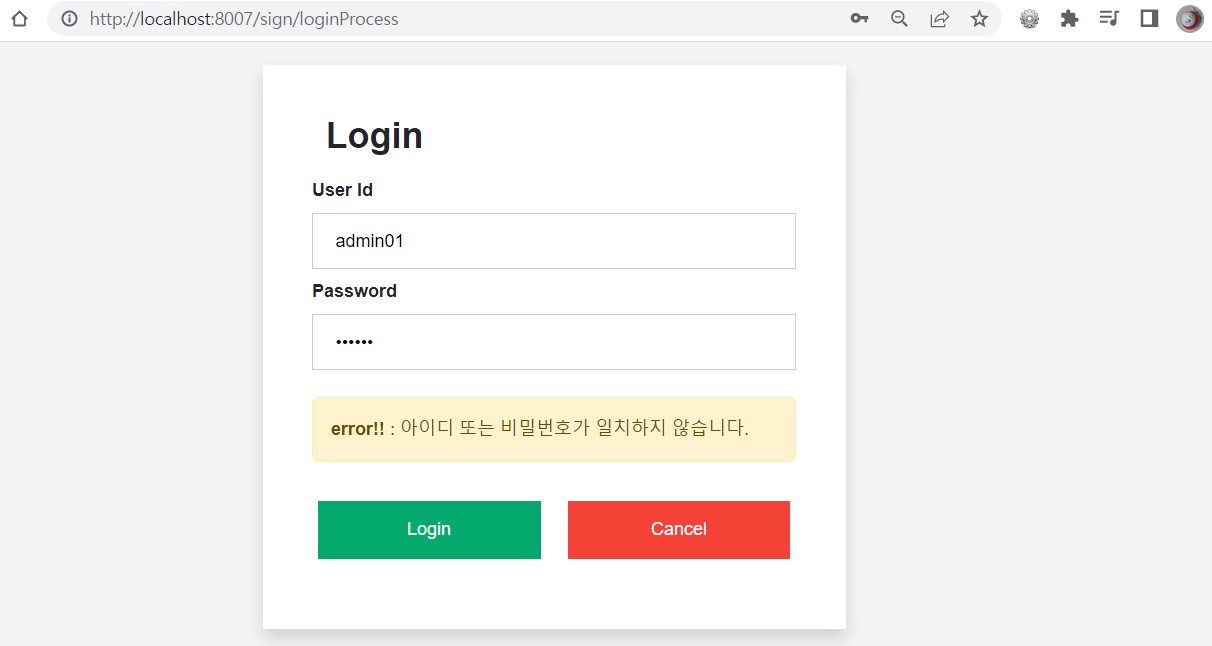 http://localhost:8007/sign/loginProcess
Login
User Id
admin01
Password
••••••
error!! : 아이디 또는 비밀번호가 일치하지 않습니다.
Login
Cancel